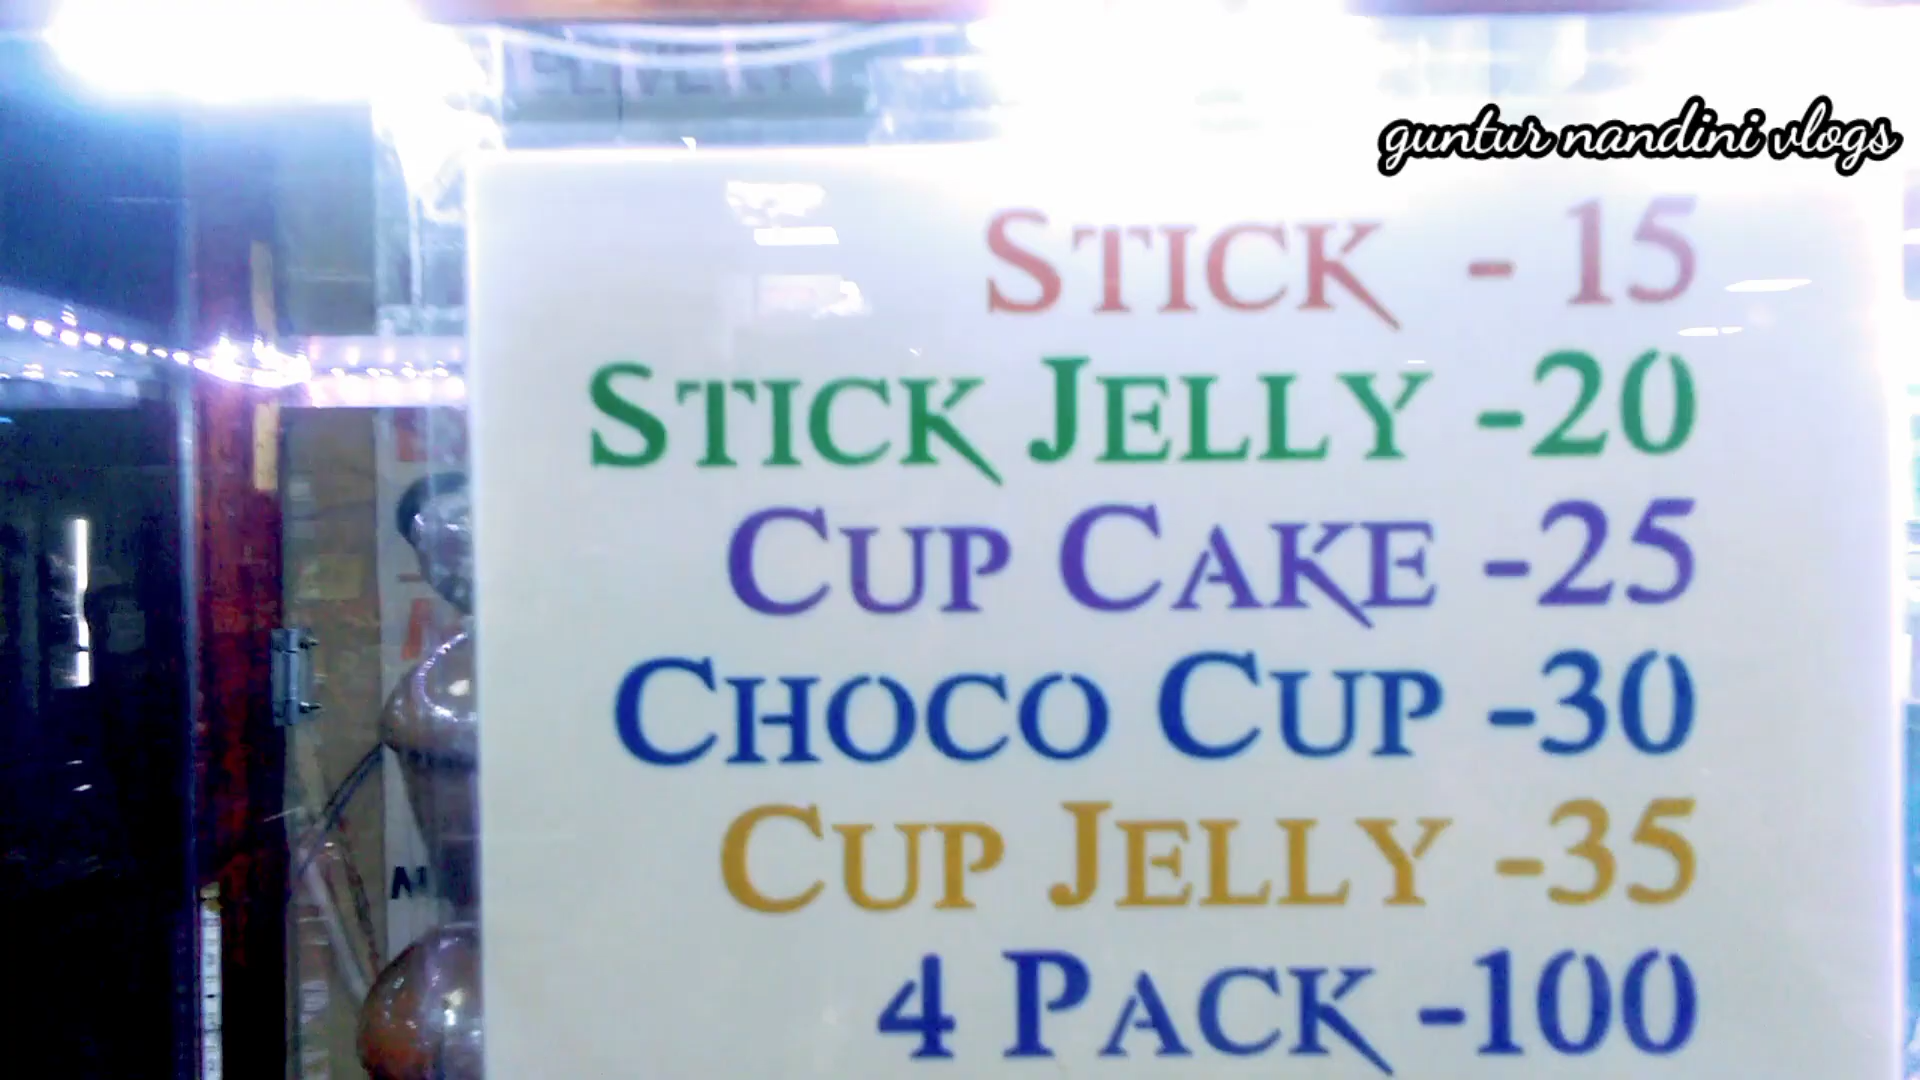 guntur nandini vlogs
STICK - 15
STICK JELLY -20
CUP CAKE -25
CHOCO CUP -30
CUP JELLY -35
4 PACK -100